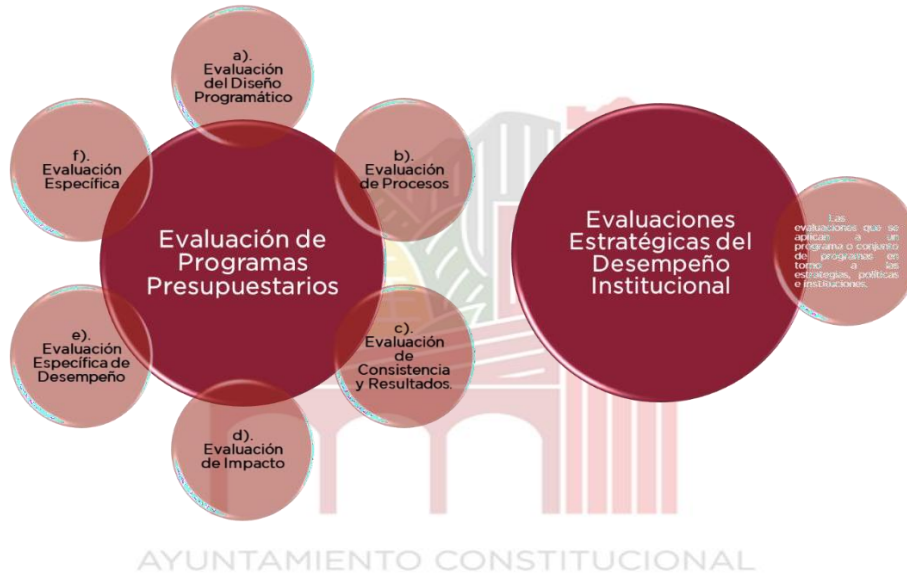 a).
Evaluación
del Diseño
Programático
b).
Evaluación
de Procesos
c).
Evaluación
de
Consistencia
y Resultados.
d).
Evaluación
de Impacto
e).
Evaluación
Específica de
Desempeño
f).
Evaluación
Específica
Evaluación de
Programas
Presupuestarios
Evaluaciones
Estratégicas del
Desempeño
Institucional
Las
evaluaciones que se
aplican a un
programa o conjunto
de programas en
torno a las
estrategias, políticas
e instituciones.
AYUNTAMIENTO CONSTITUCIONAL